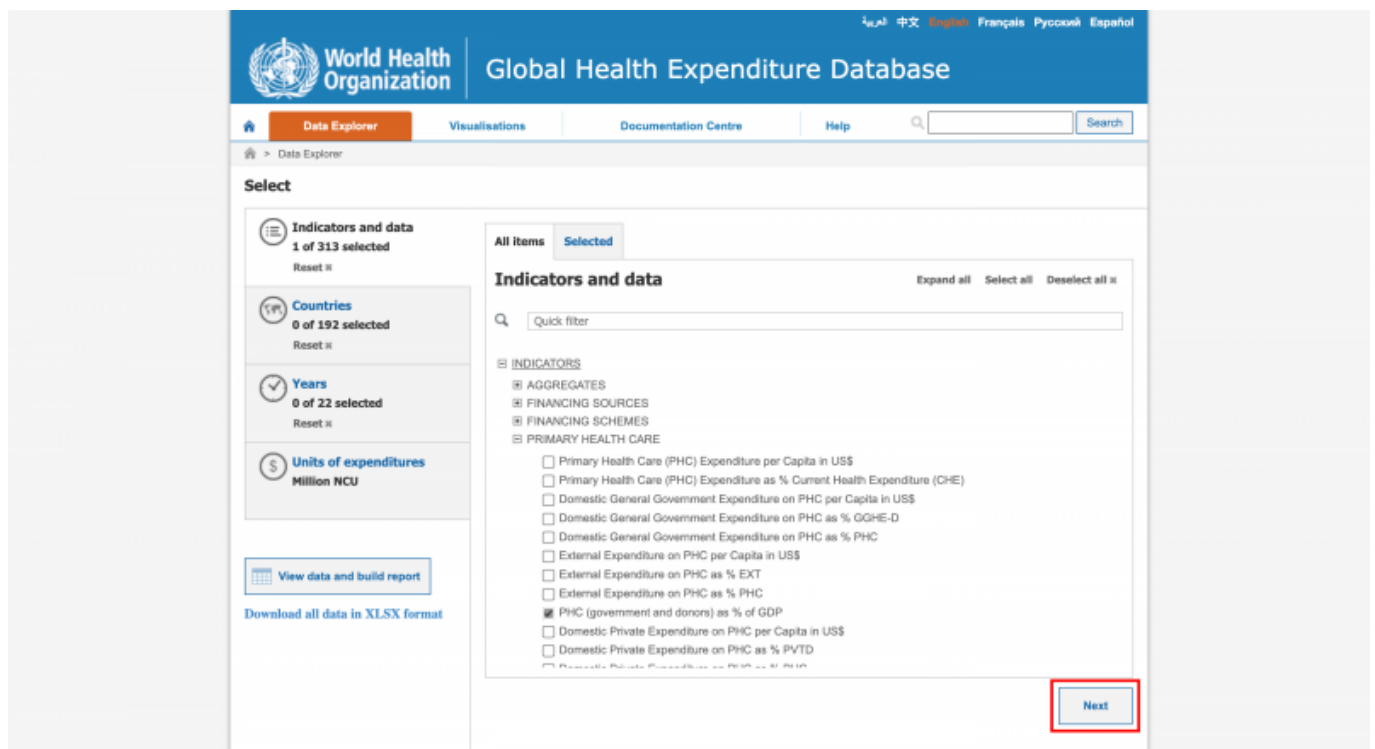 العربية 中文 English Français Русский Español
World Health Organization
Global Health Expenditure Database
Data Explorer Visualisations Documentation Centre Help Search
> Data Explorer
Select
Indicators and data
1 of 313 selected
Reset
Countries
0 of 192 selected
Reset
Years
0 of 22 selected
Reset
Units of expenditures
Million NCU
View data and build report
Download all data in XLSX format
All items Selected
Indicators and data Expand all Select all Deselect all
Quick filter
INDICATORS
AGGREGATES
FINANCING SOURCES
FINANCING SCHEMES
PRIMARY HEALTH CARE
Primary Health Care (PHC) Expenditure per Capita in US$
Primary Health Care (PHC) Expenditure as % Current Health Expenditure (CHE)
Domestic General Government Expenditure on PHC per Capita in US$
Domestic General Government Expenditure on PHC as % GGHE-D
Domestic General Government Expenditure on PHC as % PHC
External Expenditure on PHC per Capita in US$
External Expenditure on PHC as % EXT
External Expenditure on PHC as % PHC
PHC (government and donors) as % of GDP
Domestic Private Expenditure on PHC per Capita in US$
Domestic Private Expenditure on PHC as % PVTD
Domestic Private Expenditure on PHC as % PHC
Next